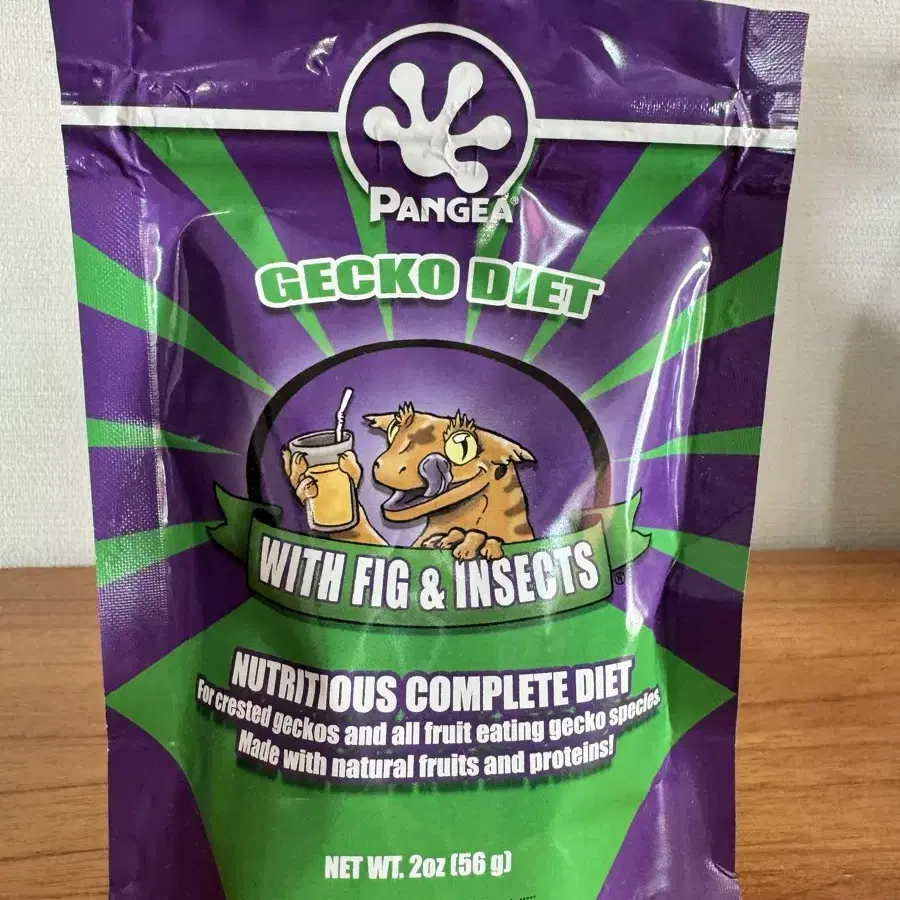 PANGEA®
GECKO DIET
WITH FIG & INSECTS®
NUTRITIOUS COMPLETE DIET
For crested geckos and all fruit eating gecko species.
Made with natural fruits and proteins!
NET WT. 2oz (56 g)